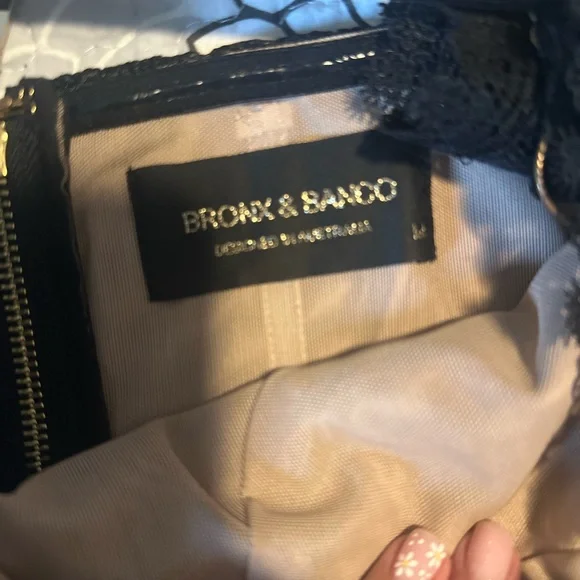 BRONX & BANCO
DESIGNED IN AUSTRALIA
M